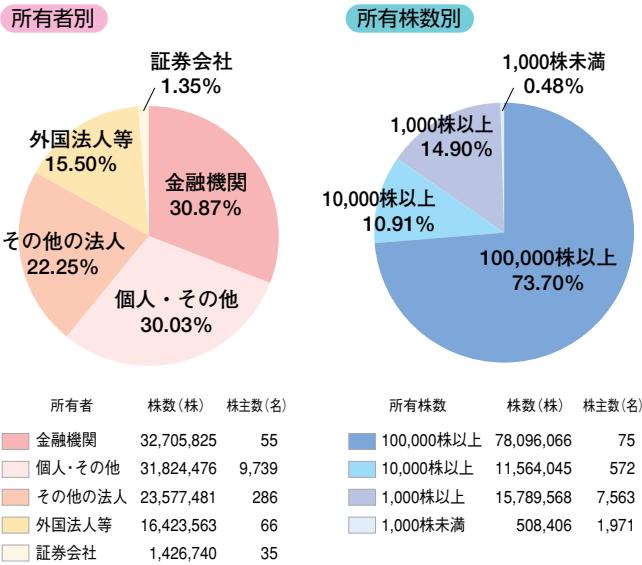 所有者別
証券会社
1.35%
外国法人等
15.50%
金融機関
30.87%
その他の法人
22.25%
個人・その他
30.03%
所有者 株数（株） 株主数（名）
金融機関 32,705,825 55
個人・その他 31,824,476 9,739
その他の法人 23,577,481 286
外国法人等 16,423,563 66
証券会社 1,426,740 35
所有株数別
1,000株未満
0.48%
1,000株以上
14.90%
10,000株以上
10.91%
100,000株以上
73.70%
所有株数 株数（株） 株主数（名）
100,000株以上 78,096,066 75
10,000株以上 11,564,045 572
1,000株以上 15,789,568 7,563
1,000株未満 508,406 1,971